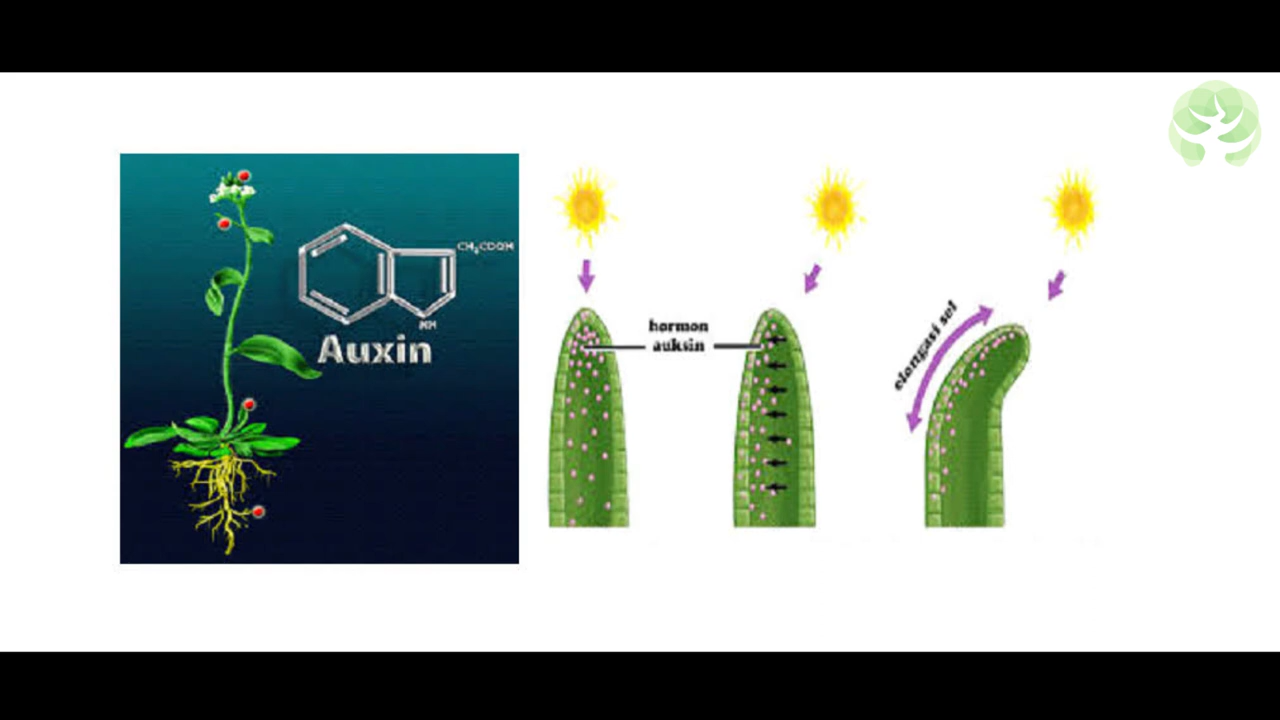 CH₂COOH
NH
Auxin
hormon
auksin
elongasi sel